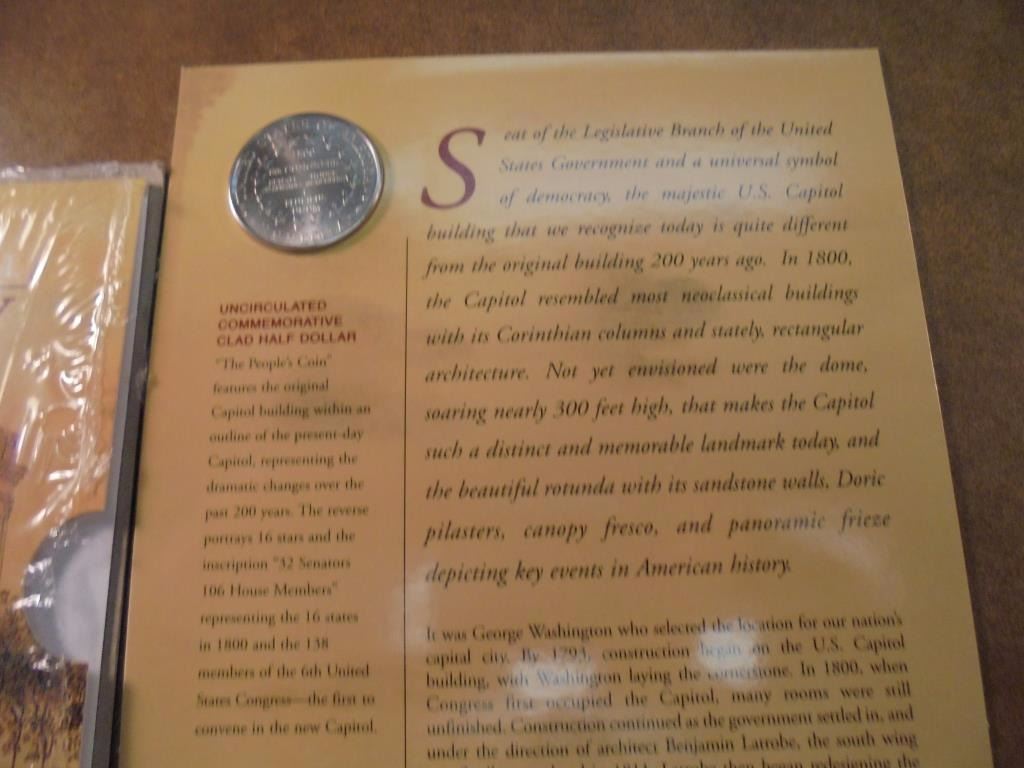 UNCIRCULATED
COMMEMORATIVE
CLAD HALF DOLLAR
"The People's Coin"
features the original
Capitol building within an
outline of the present-day
Capitol, representing the
dramatic changes over the
past 200 years. The reverse
portrays 16 stars and the
inscription "32 Senators
106 House Members"
representing the 16 states
in 1800 and the 138
members of the 6th United
States Congress—the first to
convene in the new Capitol.
Seat of the Legislative Branch of the United
States Government and a universal symbol
of democracy, the majestic U.S. Capitol
building that we recognize today is quite different
from the original building 200 years ago. In 1800,
the Capitol resembled most neoclassical buildings
with its Corinthian columns and stately, rectangular
architecture. Not yet envisioned were the dome,
soaring nearly 300 feet high, that makes the Capitol
such a distinct and memorable landmark today, and
the beautiful rotunda with its sandstone walls, Doric
pilasters, canopy fresco, and panoramic frieze
depicting key events in American history.
It was George Washington who selected the location for our nation's
capital city. By 1793, construction began on the U.S. Capitol
building, with Washington laying the cornerstone. In 1800, when
Congress first occupied the Capitol, many rooms were still
unfinished. Construction continued as the government settled in, and
under the direction of architect Benjamin Latrobe, the south wing
Latrobe then began redesigning the